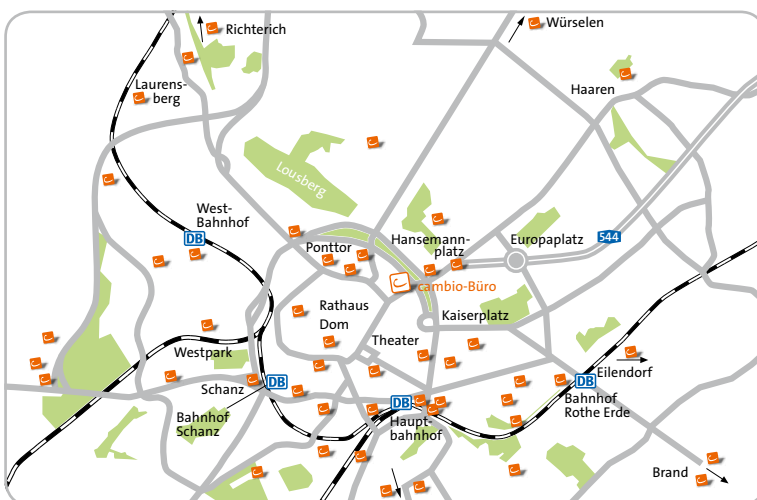 Richterich
Würselen
Laurens-
berg
Haaren
Lousberg
West-
Bahnhof
DB
Ponttor
Hansemann-
platz
Europaplatz
544
cambio-Büro
Rathaus
Dom
Kaiserplatz
Theater
Westpark
Schanz
DB
Eilendorf
DB
Bahnhof
Rothe Erde
Bahnhof
Schanz
DB
Haupt-
bahnhof
Brand